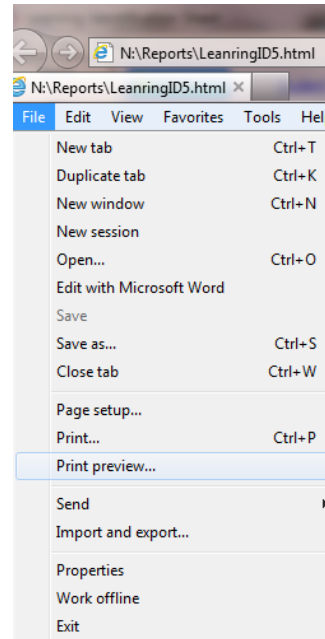 N:\Reports\LeanringID5.html
N:\Reports\LeanringID5.html
File Edit View Favorites Tools Hel
New tab Ctrl+T
Duplicate tab Ctrl+K
New window Ctrl+N
New session
Open... Ctrl+O
Edit with Microsoft Word
Save
Save as... Ctrl+S
Close tab Ctrl+W
Page setup...
Print... Ctrl+P
Print preview...
Send
Import and export...
Properties
Work offline
Exit